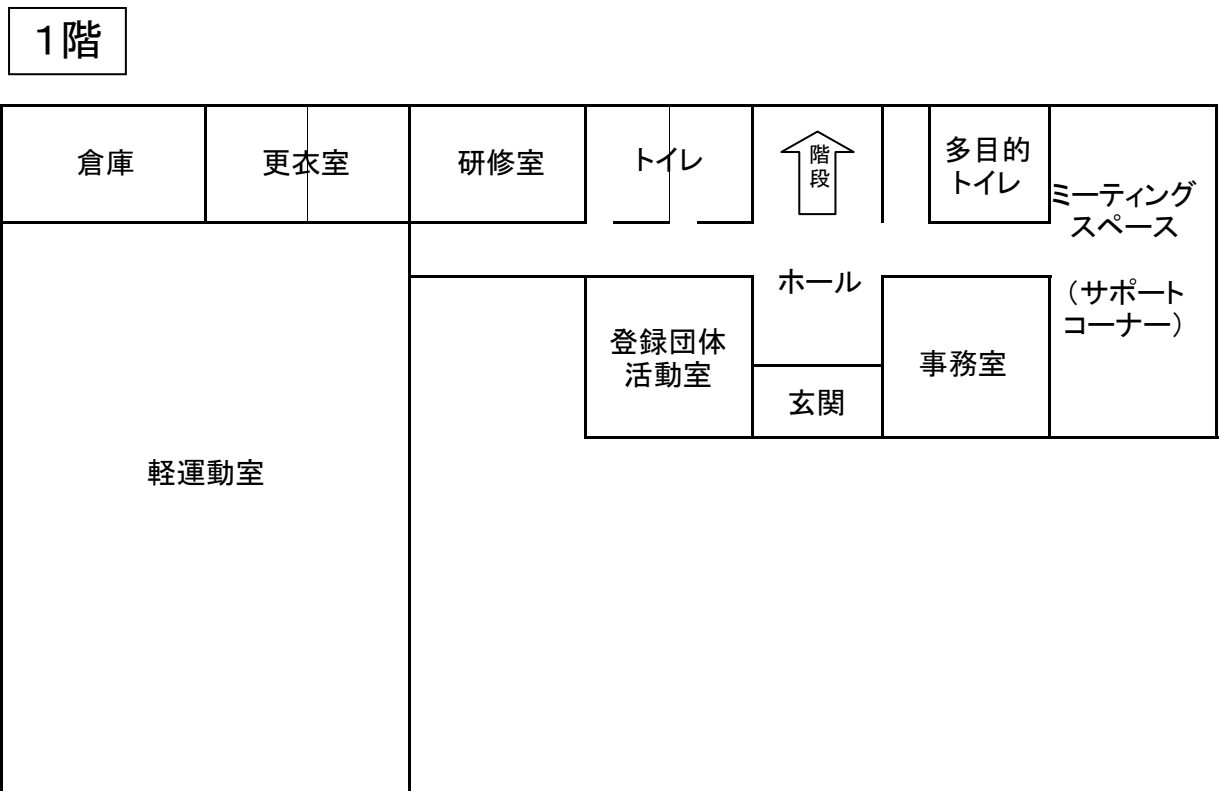 １階
倉庫
更衣室
研修室
トイレ
階
段
多目的
トイレ
ミーティング
スペース
（サポート
コーナー）
ホール
登録団体
活動室
玄関
事務室
軽運動室